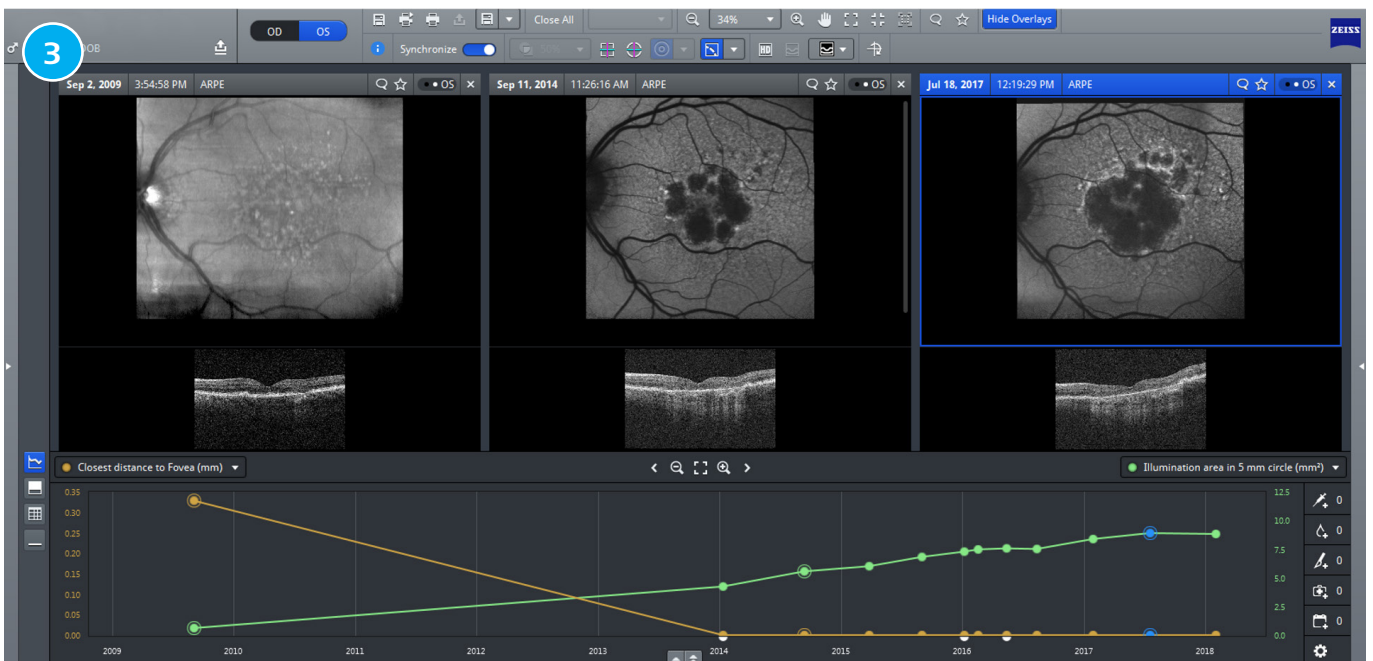 3
OOB
OD OS
Close All
34%
Hide Overlays
ZEISS
Synchronize
50%
HD
Sep 2, 2009 3:54:58 PM ARPE OS
Sep 11, 2014 11:26:16 AM ARPE OS
Jul 18, 2017 12:19:29 PM ARPE OS
Closest distance to Fovea (mm)
Illumination area in 5 mm circle (mm²)
0.35
0.30
0.25
0.20
0.15
0.10
0.05
0.00
12.5
10.0
7.5
5.0
2.5
0.0
0
0
0
0
0
2009 2010 2011 2012 2013 2014 2015 2016 2017 2018